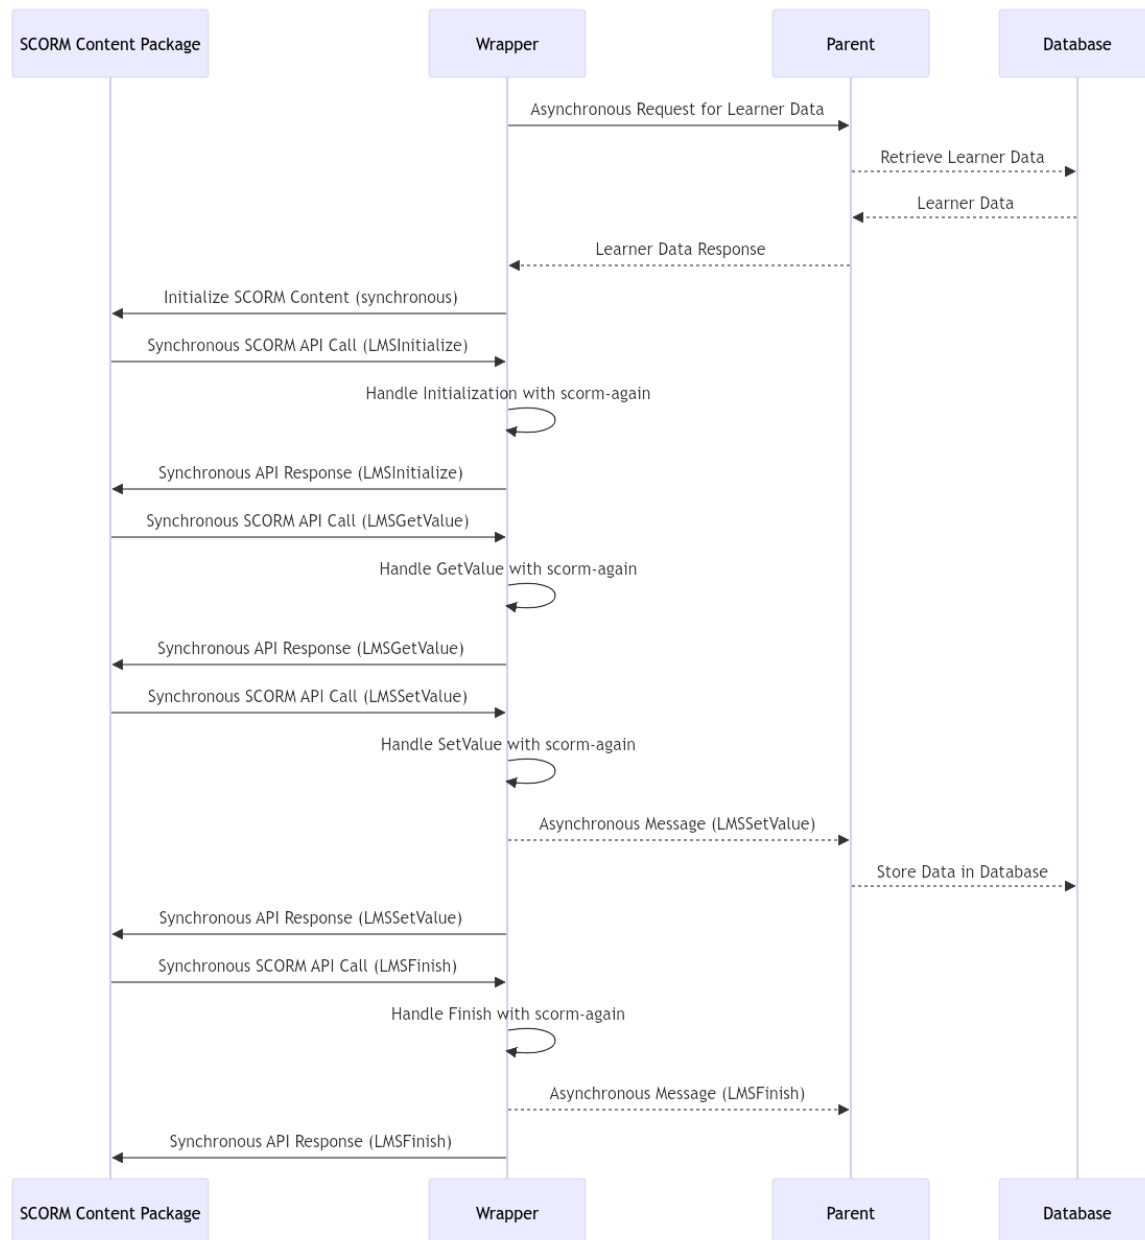 SCORM Content Package
Wrapper
Parent
Database
Asynchronous Request for Learner Data
Retrieve Learner Data
Learner Data
Learner Data Response
Initialize SCORM Content (synchronous)
Synchronous SCORM API Call (LMSInitialize)
Handle Initialization with scorm-again
Synchronous API Response (LMSInitialize)
Synchronous SCORM API Call (LMSGetValue)
Handle GetValue with scorm-again
Synchronous API Response (LMSGetValue)
Synchronous SCORM API Call (LMSSetValue)
Handle SetValue with scorm-again
Asynchronous Message (LMSSetValue)
Store Data in Database
Synchronous API Response (LMSSetValue)
Synchronous SCORM API Call (LMSFinish)
Handle Finish with scorm-again
Asynchronous Message (LMSFinish)
Synchronous API Response (LMSFinish)
SCORM Content Package
Wrapper
Parent
Database